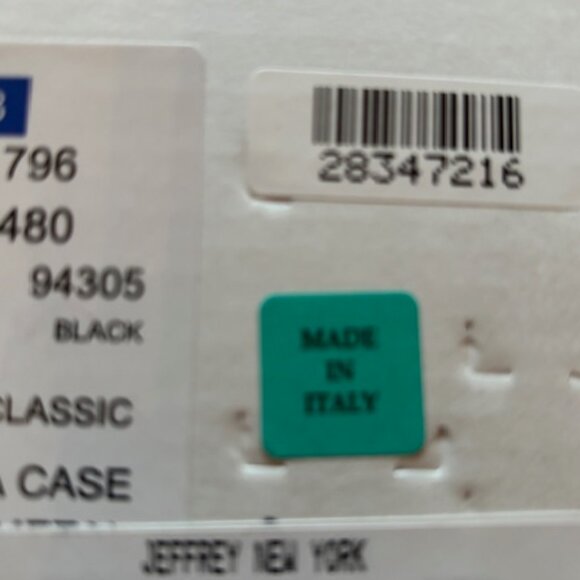 796
480
94305
BLACK
CLASSIC
A CASE
28347216
MADE
IN
ITALY
JEFFREY NEW YORK